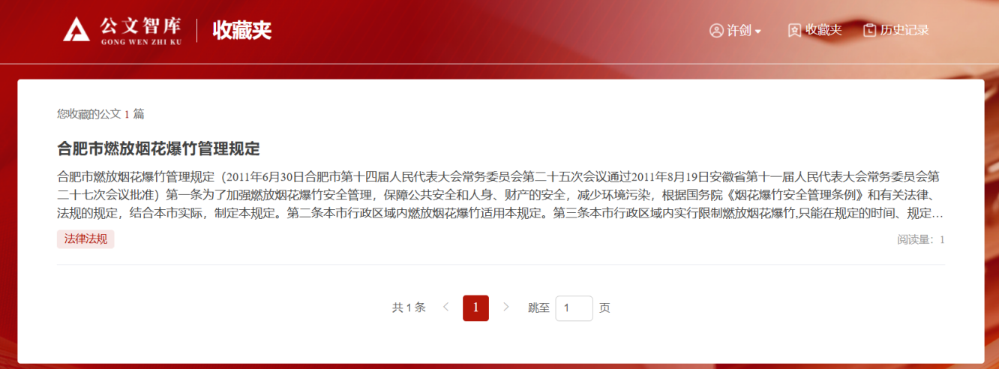 公文智库
GONG WEN ZHI KU
收藏夹
许剑
收藏夹
历史记录
您收藏的公文 1 篇
合肥市燃放烟花爆竹管理规定
合肥市燃放烟花爆竹管理规定（2011年6月30日合肥市第十四届人民代表大会常务委员会第二十五次会议通过2011年8月19日安徽省第十一届人民代表大会常务委员会第
二十七次会议批准）第一条为了加强燃放烟花爆竹安全管理，保障公共安全和人身、财产的安全，减少环境污染，根据国务院《烟花爆竹安全管理条例》和有关法律、
法规的规定，结合本市实际，制定本规定。第二条本市行政区域内燃放烟花爆竹适用本规定。第三条本市行政区域内实行限制燃放烟花爆竹,只能在规定的时间、规定…
法律法规
阅读量：1
共 1 条
1
跳至
1
页